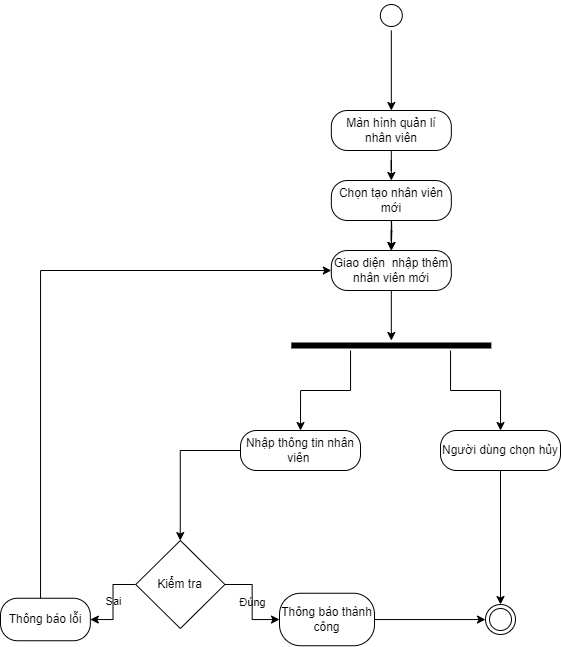 Màn hình quản lí
nhân viên
Chọn tạo nhân viên
mới
Giao diện nhập thêm
nhân viên mới
Nhập thông tin nhân
viên
Người dùng chọn hủy
Kiểm tra
Sai
Đúng
Thông báo lỗi
Thông báo thành
công